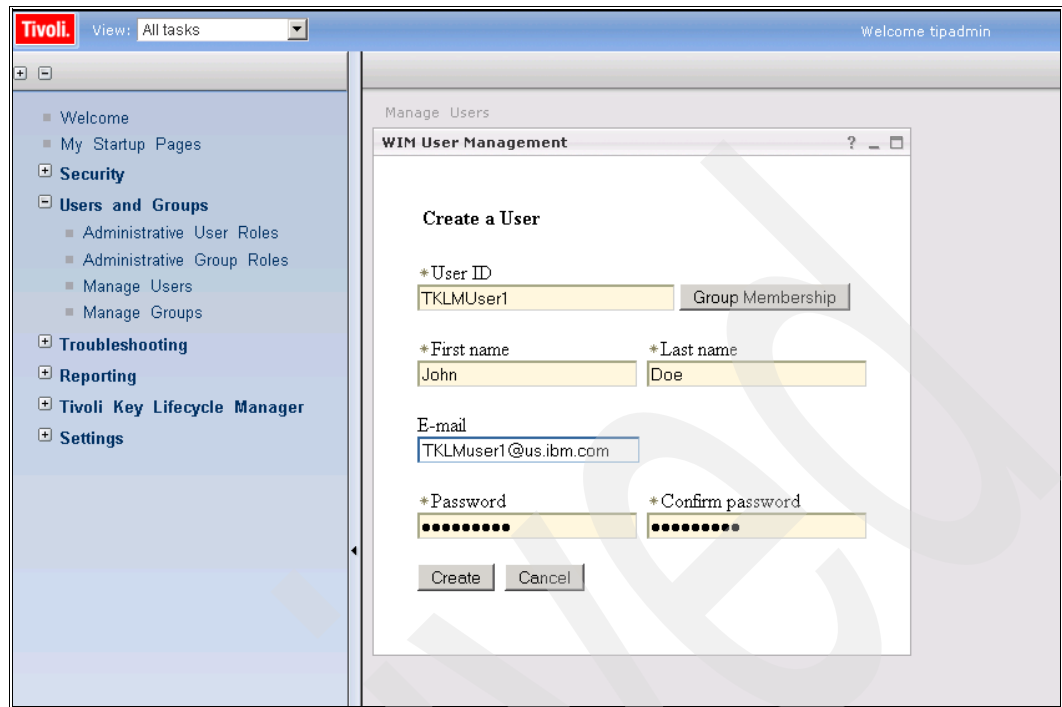 Tivoli. View: All tasks Welcome tipadmin
Welcome
My Startup Pages
Security
Users and Groups
Administrative User Roles
Administrative Group Roles
Manage Users
Manage Groups
Troubleshooting
Reporting
Tivoli Key Lifecycle Manager
Settings
Manage Users
WIM User Management ?
Create a User
*User ID
TKLMUser1 Group Membership
*First name *Last name
John Doe
E-mail
TKLMuser1@us.ibm.com
*Password *Confirm password
●●●●●●●●● ●●●●●●●●●
Create Cancel